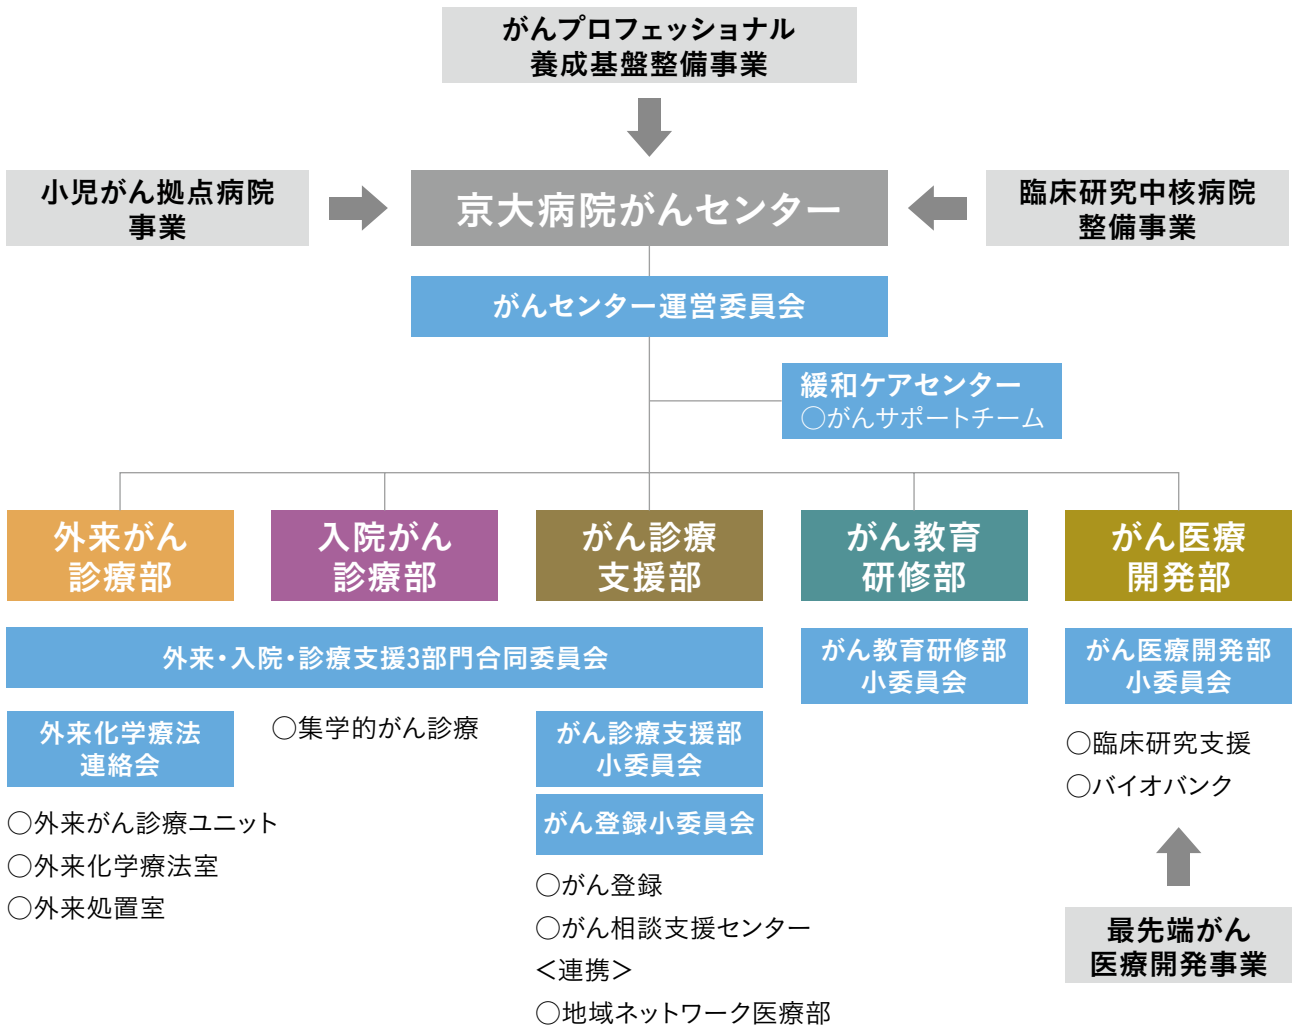 がんプロフェッショナル
養成基盤整備事業
小児がん拠点病院
事業
京大病院がんセンター
臨床研究中核病院
整備事業
がんセンター運営委員会
緩和ケアセンター
○がんサポートチーム
外来がん
診療部
入院がん
診療部
がん診療
支援部
がん教育
研修部
がん医療
開発部
外来・入院・診療支援3部門合同委員会
がん教育研修部
小委員会
がん医療開発部
小委員会
外来化学療法
連絡会
○外来がん診療ユニット
○外来化学療法室
○外来処置室
○集学的がん診療
がん診療支援部
小委員会
がん登録小委員会
○がん登録
○がん相談支援センター
＜連携＞
○地域ネットワーク医療部
○臨床研究支援
○バイオバンク
最先端がん
医療開発事業